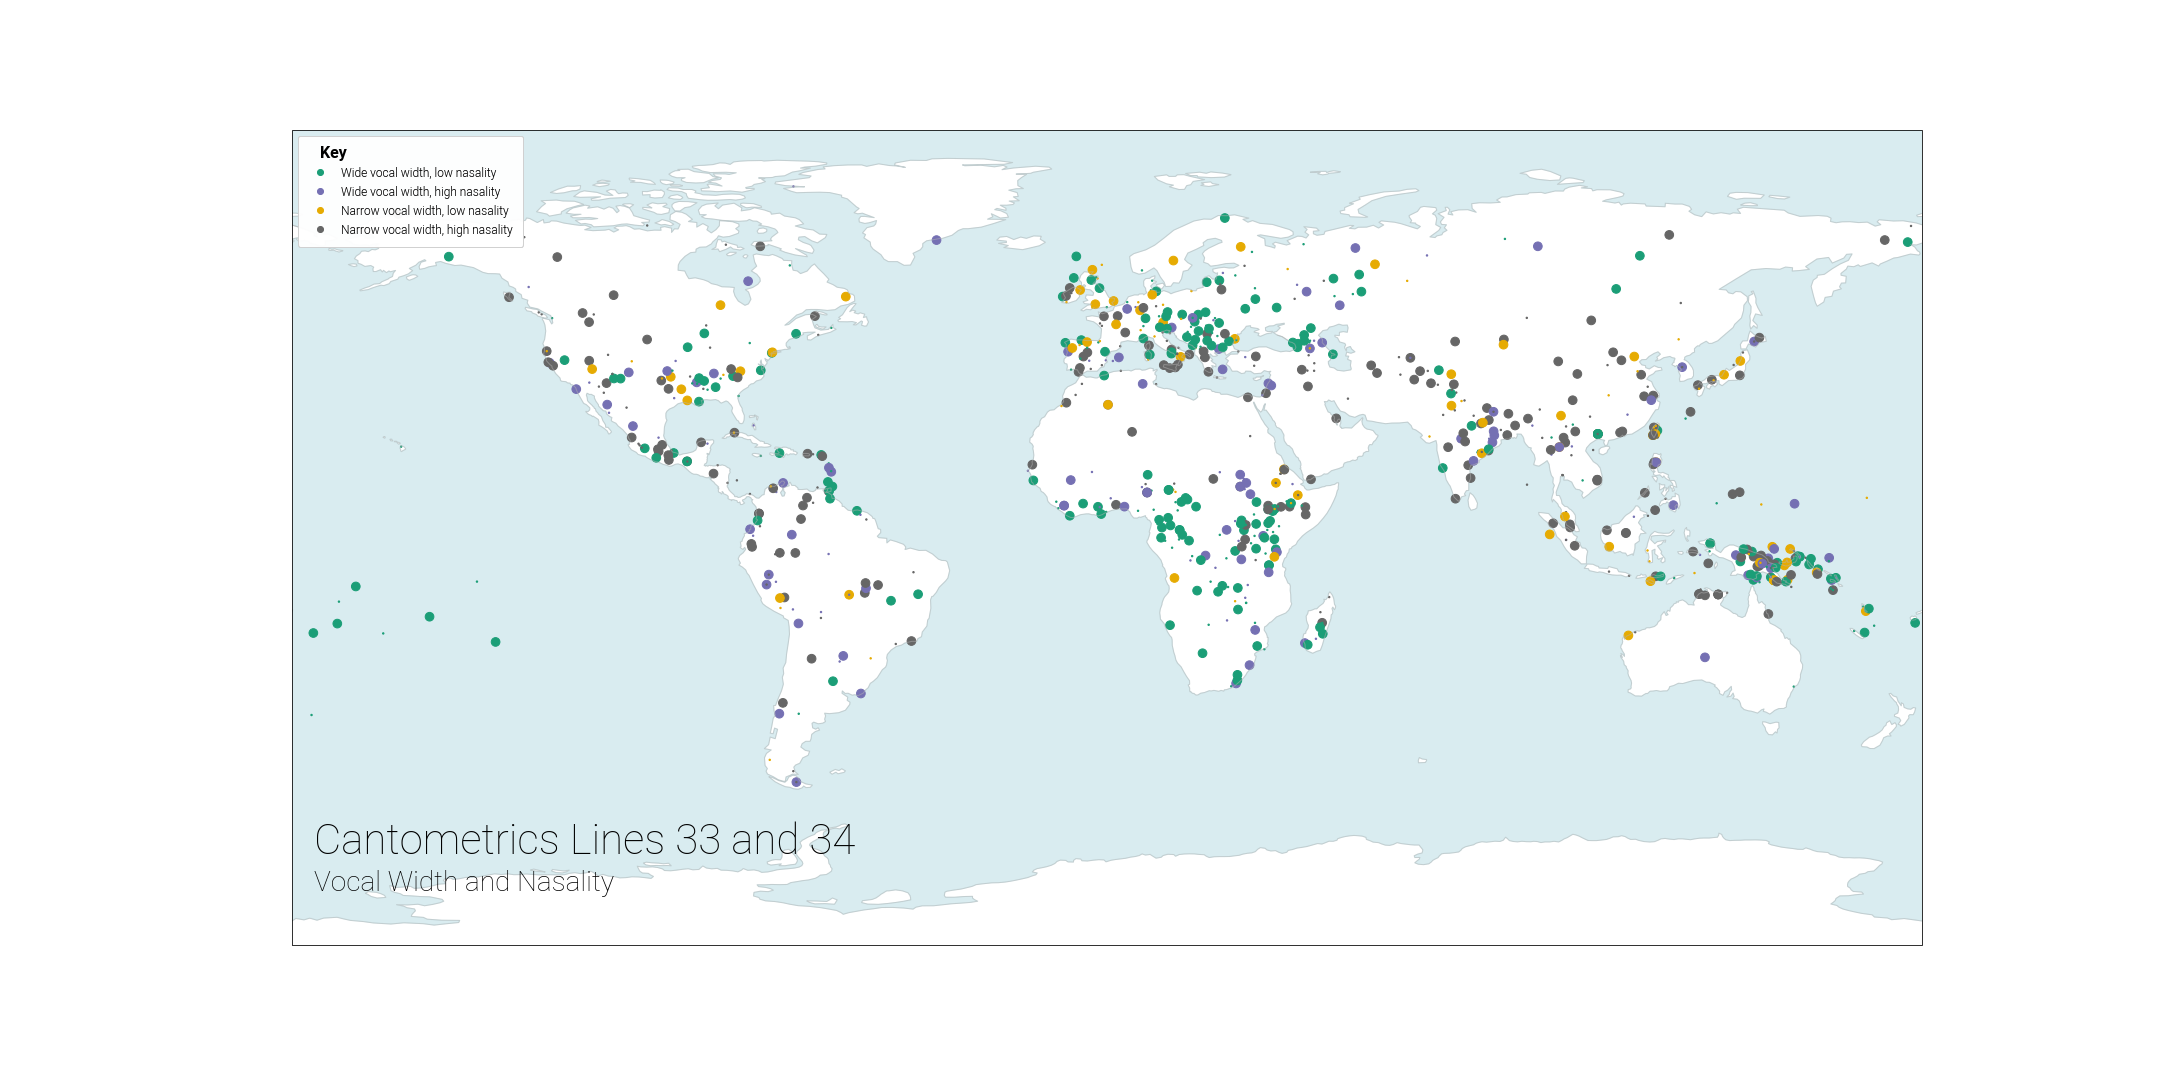 Key
Wide vocal width, low nasality
Wide vocal width, high nasality
Narrow vocal width, low nasality
Narrow vocal width, high nasality
Cantometrics Lines 33 and 34
Vocal Width and Nasality